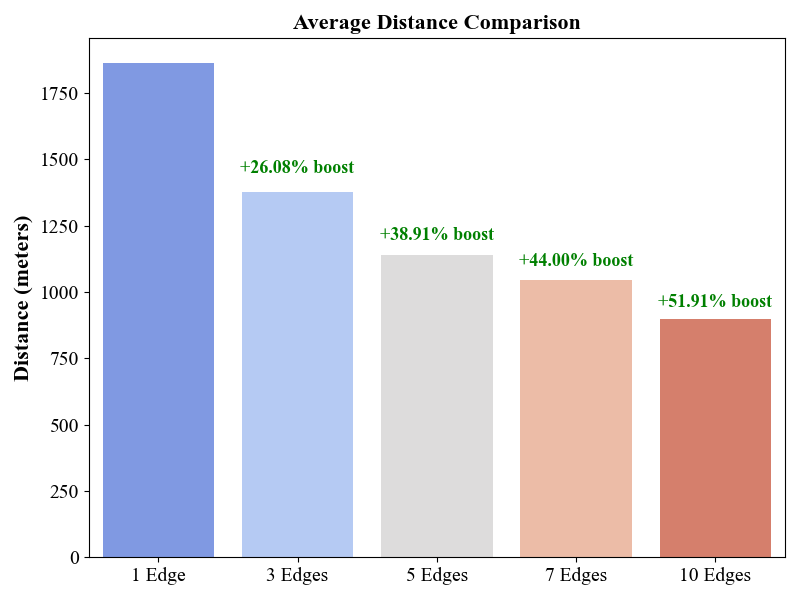 Average Distance Comparison
Distance (meters)
1750
1500
1250
1000
750
500
250
0
+26.08% boost
+38.91% boost
+44.00% boost
+51.91% boost
1 Edge
3 Edges
5 Edges
7 Edges
10 Edges